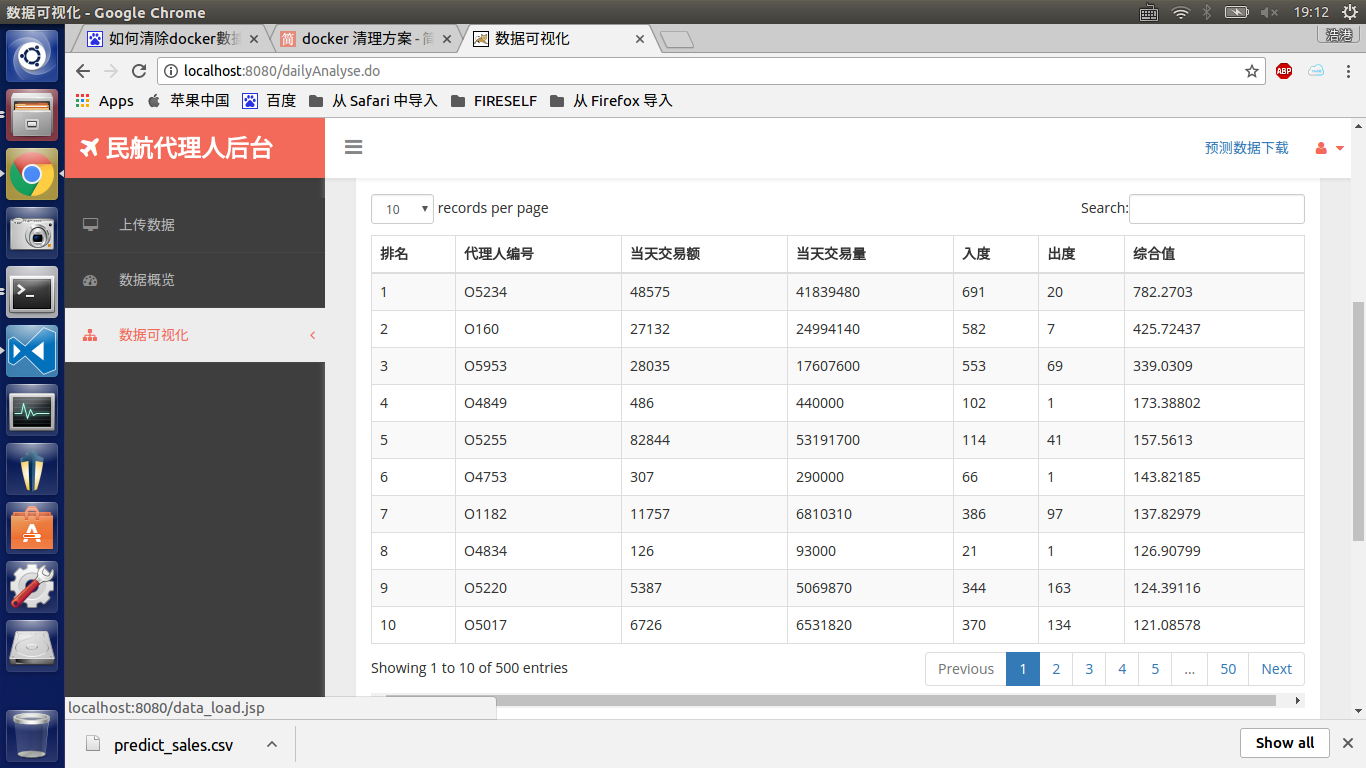 数据可视化 - Google Chrome
19:12
如何清除docker數據
docker 清理方案 - 简
数据可视化
浩港
localhost:8080/dailyAnalyse.do
ABP
Apps 苹果中国 百度 从 Safari 中导入 FIRESELF 从 Firefox 导入
民航代理人后台
预测数据下载
上传数据
数据概览
数据可视化
10 records per page
Search:
排名 代理人编号 当天交易额 当天交易量 入度 出度 综合值
1 O5234 48575 41839480 691 20 782.2703
2 O160 27132 24994140 582 7 425.72437
3 O5953 28035 17607600 553 69 339.0309
4 O4849 486 440000 102 1 173.38802
5 O5255 82844 53191700 114 41 157.5613
6 O4753 307 290000 66 1 143.82185
7 O1182 11757 6810310 386 97 137.82979
8 O4834 126 93000 21 1 126.90799
9 O5220 5387 5069870 344 163 124.39116
10 O5017 6726 6531820 370 134 121.08578
Showing 1 to 10 of 500 entries
Previous 1 2 3 4 5 ... 50 Next
localhost:8080/data_load.jsp
predict_sales.csv
Show all